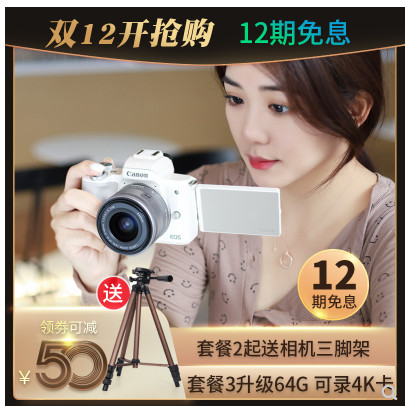 双12开抢购 12期免息
Canon
EOS
12
期免息
送
领券可减
¥50
套餐2起送相机三脚架
套餐3升级64G 可录4K卡